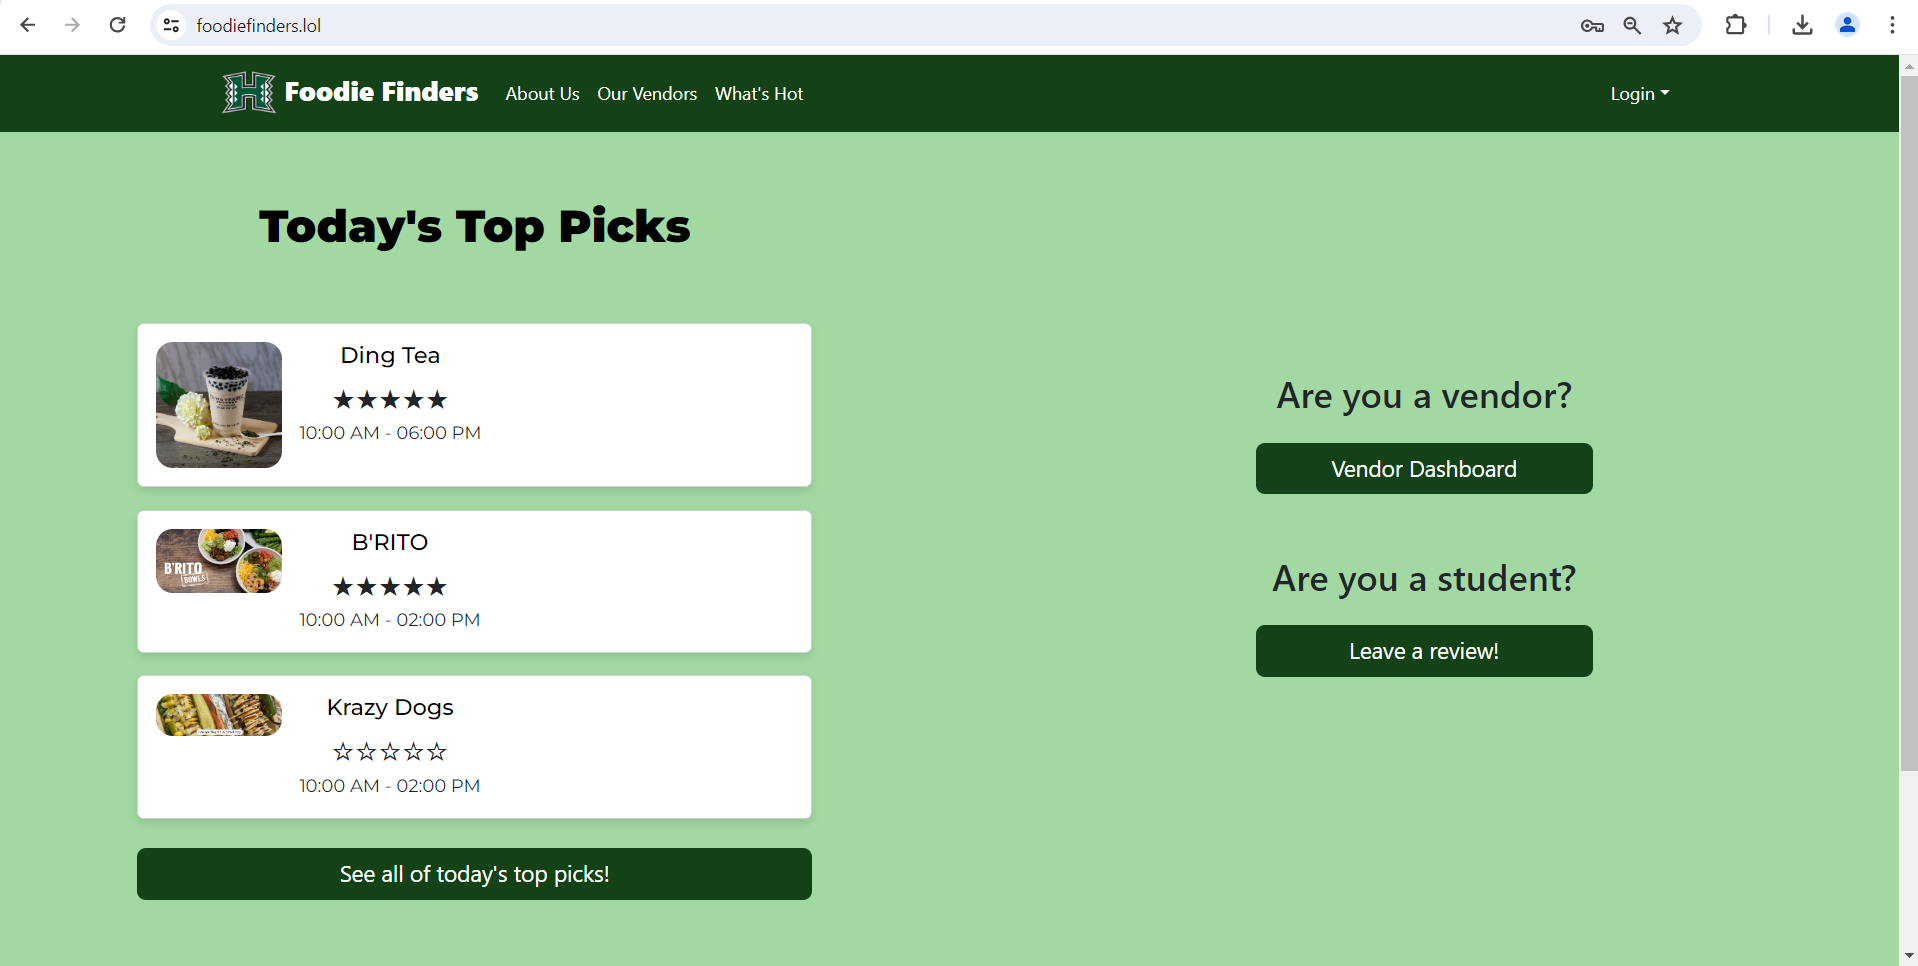 foodiefinders.lol
Foodie Finders About Us Our Vendors What's Hot Login
Today's Top Picks
Ding Tea
★★★★★
10:00 AM - 06:00 PM
B'RITO
BOWLS
B'RITO
★★★★★
10:00 AM - 02:00 PM
Krazy Dogs
☆☆☆☆☆
10:00 AM - 02:00 PM
See all of today's top picks!
Are you a vendor?
Vendor Dashboard
Are you a student?
Leave a review!